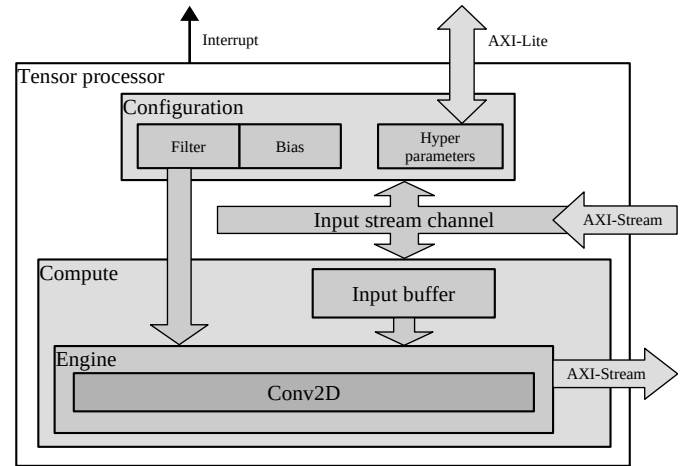 Interrupt
AXI-Lite
Tensor processor
Configuration
Filter
Bias
Hyper
parameters
Input stream channel
AXI-Stream
Compute
Input buffer
Engine
AXI-Stream
Conv2D